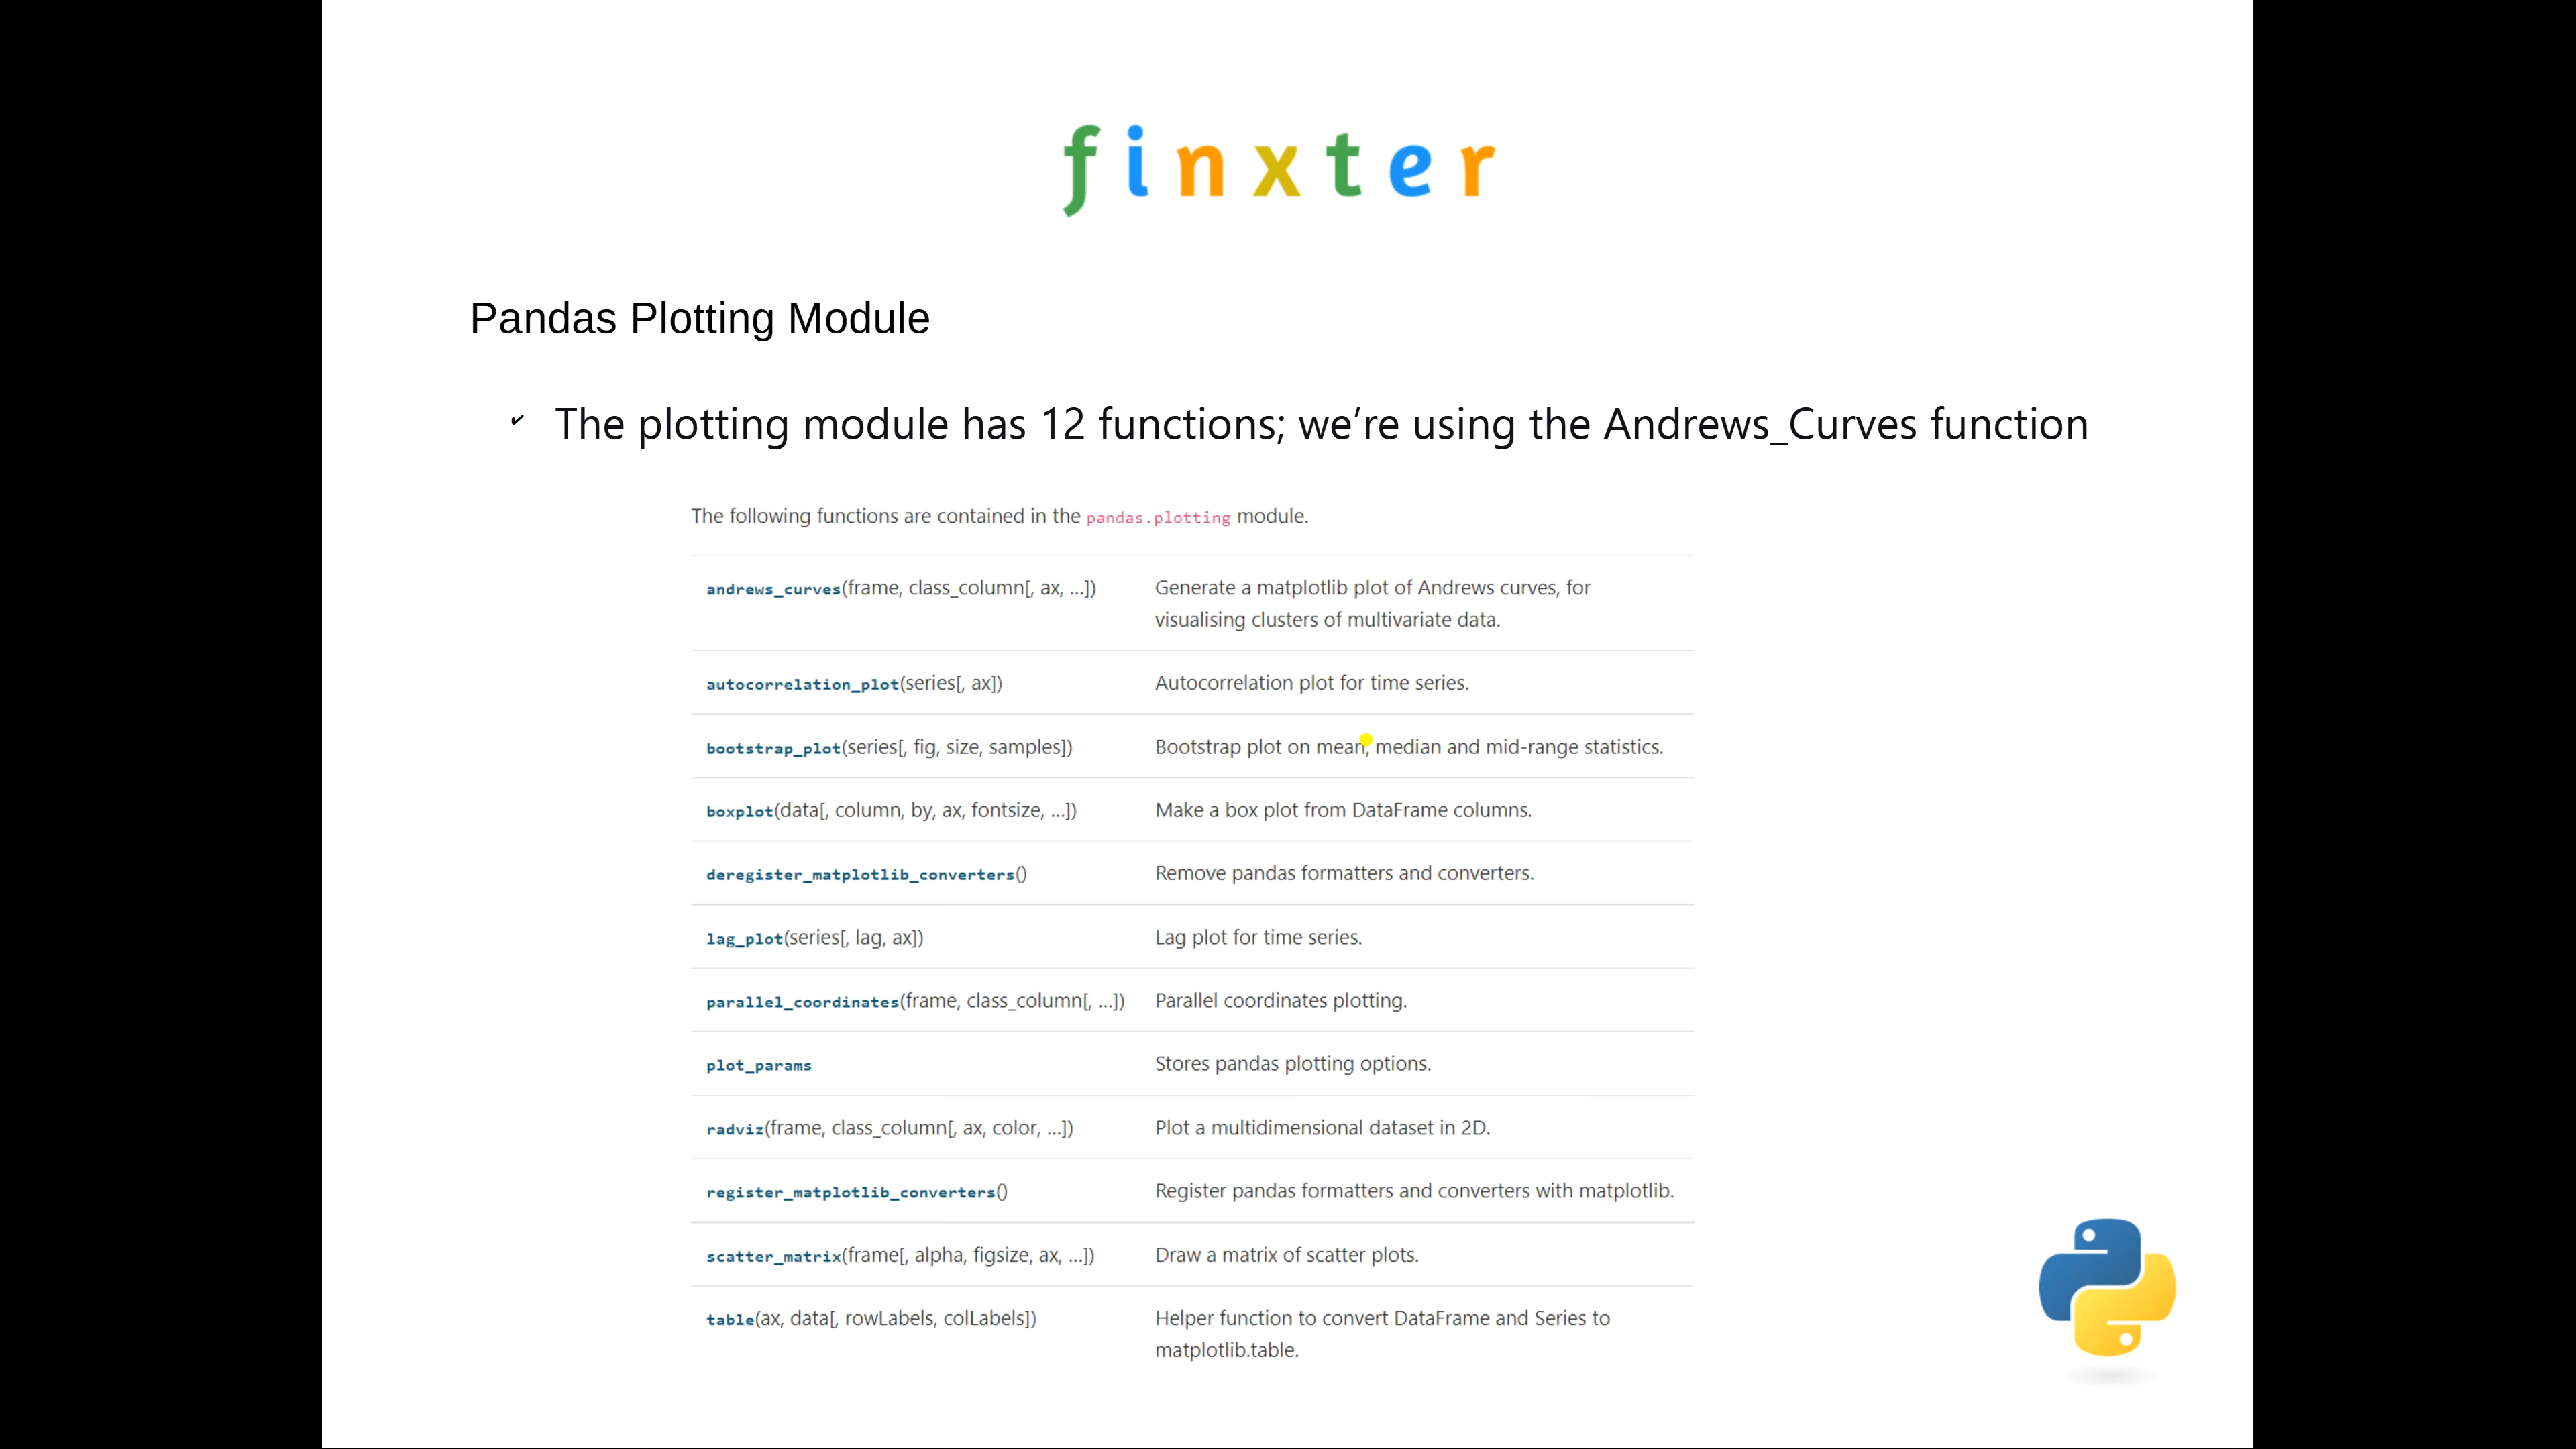 finxter
Pandas Plotting Module
✔ The plotting module has 12 functions; we’re using the Andrews_Curves function
The following functions are contained in the pandas.plotting module.
andrews_curves(frame, class_column[, ax, ...]) Generate a matplotlib plot of Andrews curves, for
visualising clusters of multivariate data.
autocorrelation_plot(series[, ax]) Autocorrelation plot for time series.
bootstrap_plot(series[, fig, size, samples]) Bootstrap plot on mean, median and mid-range statistics.
boxplot(data[, column, by, ax, fontsize, ...]) Make a box plot from DataFrame columns.
deregister_matplotlib_converters() Remove pandas formatters and converters.
lag_plot(series[, lag, ax]) Lag plot for time series.
parallel_coordinates(frame, class_column[, ...]) Parallel coordinates plotting.
plot_params Stores pandas plotting options.
radviz(frame, class_column[, ax, color, ...]) Plot a multidimensional dataset in 2D.
register_matplotlib_converters() Register pandas formatters and converters with matplotlib.
scatter_matrix(frame[, alpha, figsize, ax, ...]) Draw a matrix of scatter plots.
table(ax, data[, rowLabels, colLabels]) Helper function to convert DataFrame and Series to
matplotlib.table.